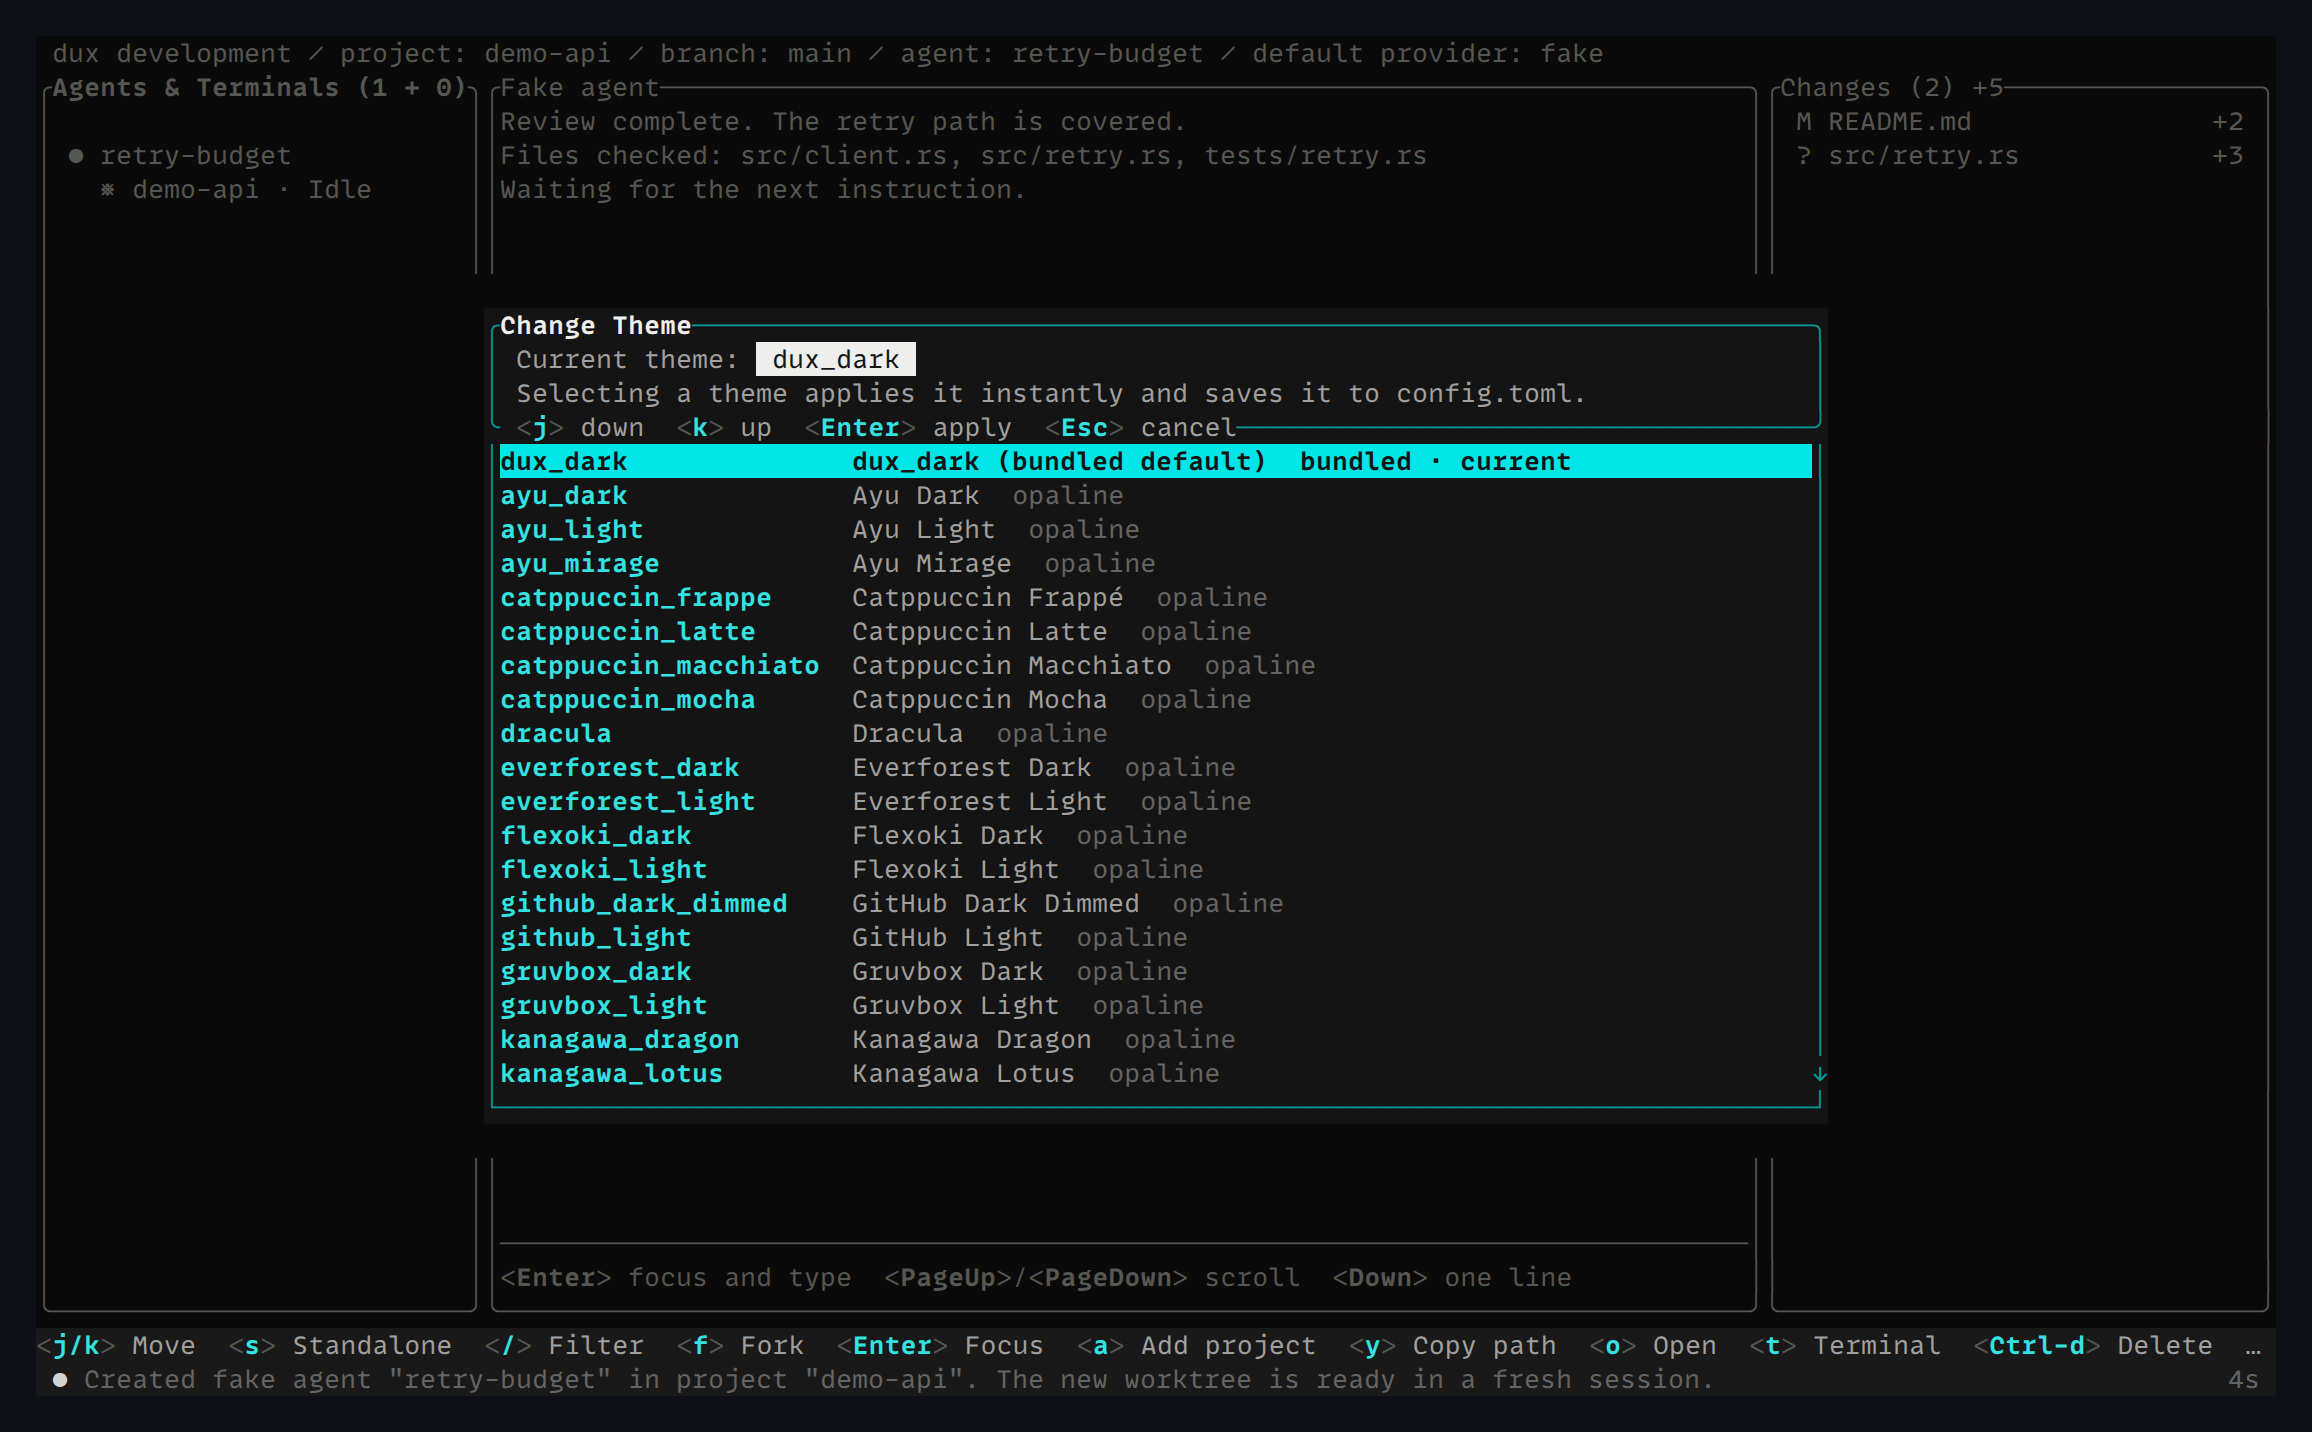 dux development / project: demo-api / branch: main / agent: retry-budget / default provider: fake
Agents & Terminals (1 + 0)
● retry-budget
⨳ demo-api · Idle
Fake agent
Review complete. The retry path is covered.
Files checked: src/client.rs, src/retry.rs, tests/retry.rs
Waiting for the next instruction.
Changes (2) +5
M README.md +2
? src/retry.rs +3
Change Theme
Current theme: dux_dark
Selecting a theme applies it instantly and saves it to config.toml.
<j> down <k> up <Enter> apply <Esc> cancel
dux_dark dux_dark (bundled default) bundled · current
ayu_dark Ayu Dark opaline
ayu_light Ayu Light opaline
ayu_mirage Ayu Mirage opaline
catppuccin_frappe Catppuccin Frappé opaline
catppuccin_latte Catppuccin Latte opaline
catppuccin_macchiato Catppuccin Macchiato opaline
catppuccin_mocha Catppuccin Mocha opaline
dracula Dracula opaline
everforest_dark Everforest Dark opaline
everforest_light Everforest Light opaline
flexoki_dark Flexoki Dark opaline
flexoki_light Flexoki Light opaline
github_dark_dimmed GitHub Dark Dimmed opaline
github_light GitHub Light opaline
gruvbox_dark Gruvbox Dark opaline
gruvbox_light Gruvbox Light opaline
kanagawa_dragon Kanagawa Dragon opaline
kanagawa_lotus Kanagawa Lotus opaline ↓
<Enter> focus and type <PageUp>/<PageDown> scroll <Down> one line
<j/k> Move <s> Standalone </> Filter <f> Fork <Enter> Focus <a> Add project <y> Copy path <o> Open <t> Terminal <Ctrl-d> Delete …
● Created fake agent "retry-budget" in project "demo-api". The new worktree is ready in a fresh session. 4s